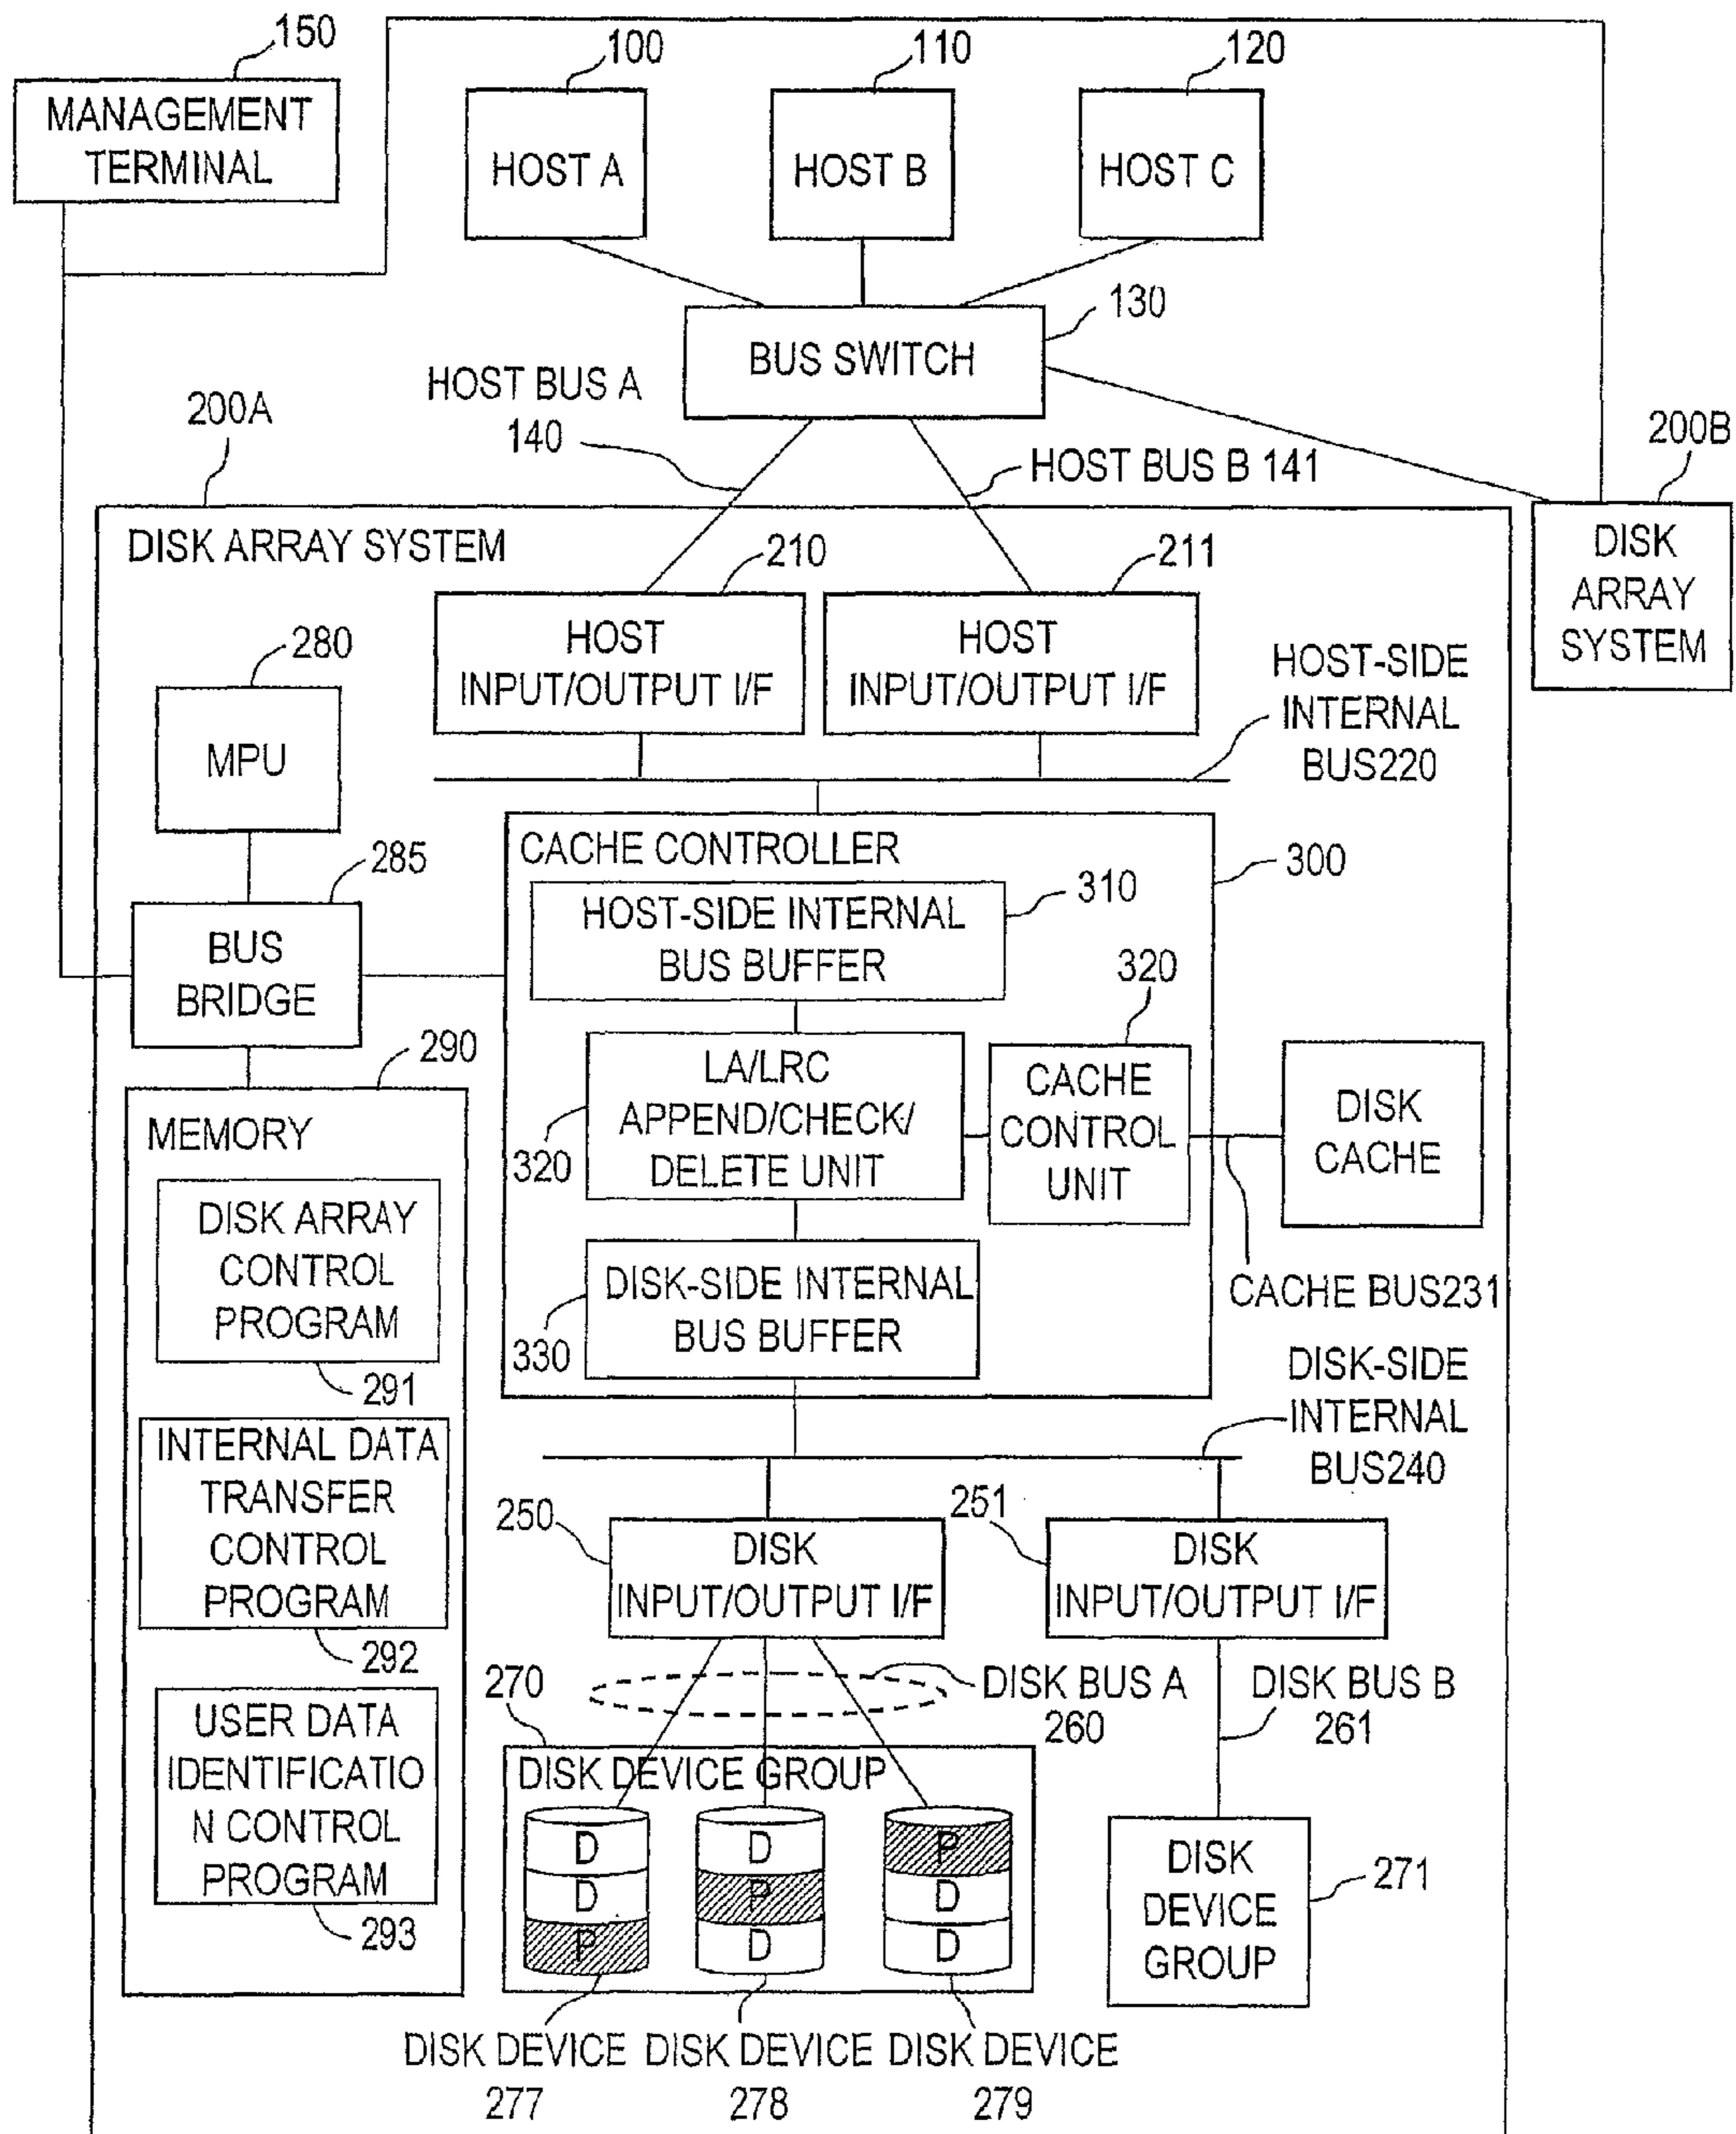 150
100
110
120
MANAGEMENT
TERMINAL
HOST A
HOST B
HOST C
130
BUS SWITCH
HOST BUS A
140
200A
HOST BUS B 141
200B
DISK
ARRAY
SYSTEM
DISK ARRAY SYSTEM
210
211
HOST
INPUT/OUTPUT I/F
HOST
INPUT/OUTPUT I/F
HOST-SIDE
INTERNAL
BUS220
280
MPU
285
BUS
BRIDGE
CACHE CONTROLLER
300
HOST-SIDE INTERNAL
BUS BUFFER
310
320
LA/LRC
APPEND/CHECK/
DELETE UNIT
320
CACHE
CONTROL
UNIT
DISK
CACHE
CACHE BUS231
DISK-SIDE INTERNAL
BUS BUFFER
330
290
MEMORY
DISK ARRAY
CONTROL
PROGRAM
291
INTERNAL DATA
TRANSFER
CONTROL
PROGRAM
292
USER DATA
IDENTIFICATIO
N CONTROL
PROGRAM
293
DISK-SIDE
INTERNAL
BUS240
250
251
DISK
INPUT/OUTPUT I/F
DISK
INPUT/OUTPUT I/F
270
DISK BUS A
260
DISK BUS B
261
DISK DEVICE GROUP
D
D
P
D
P
D
P
D
D
DISK
DEVICE
GROUP
271
DISK DEVICE
277
DISK DEVICE
278
DISK DEVICE
279